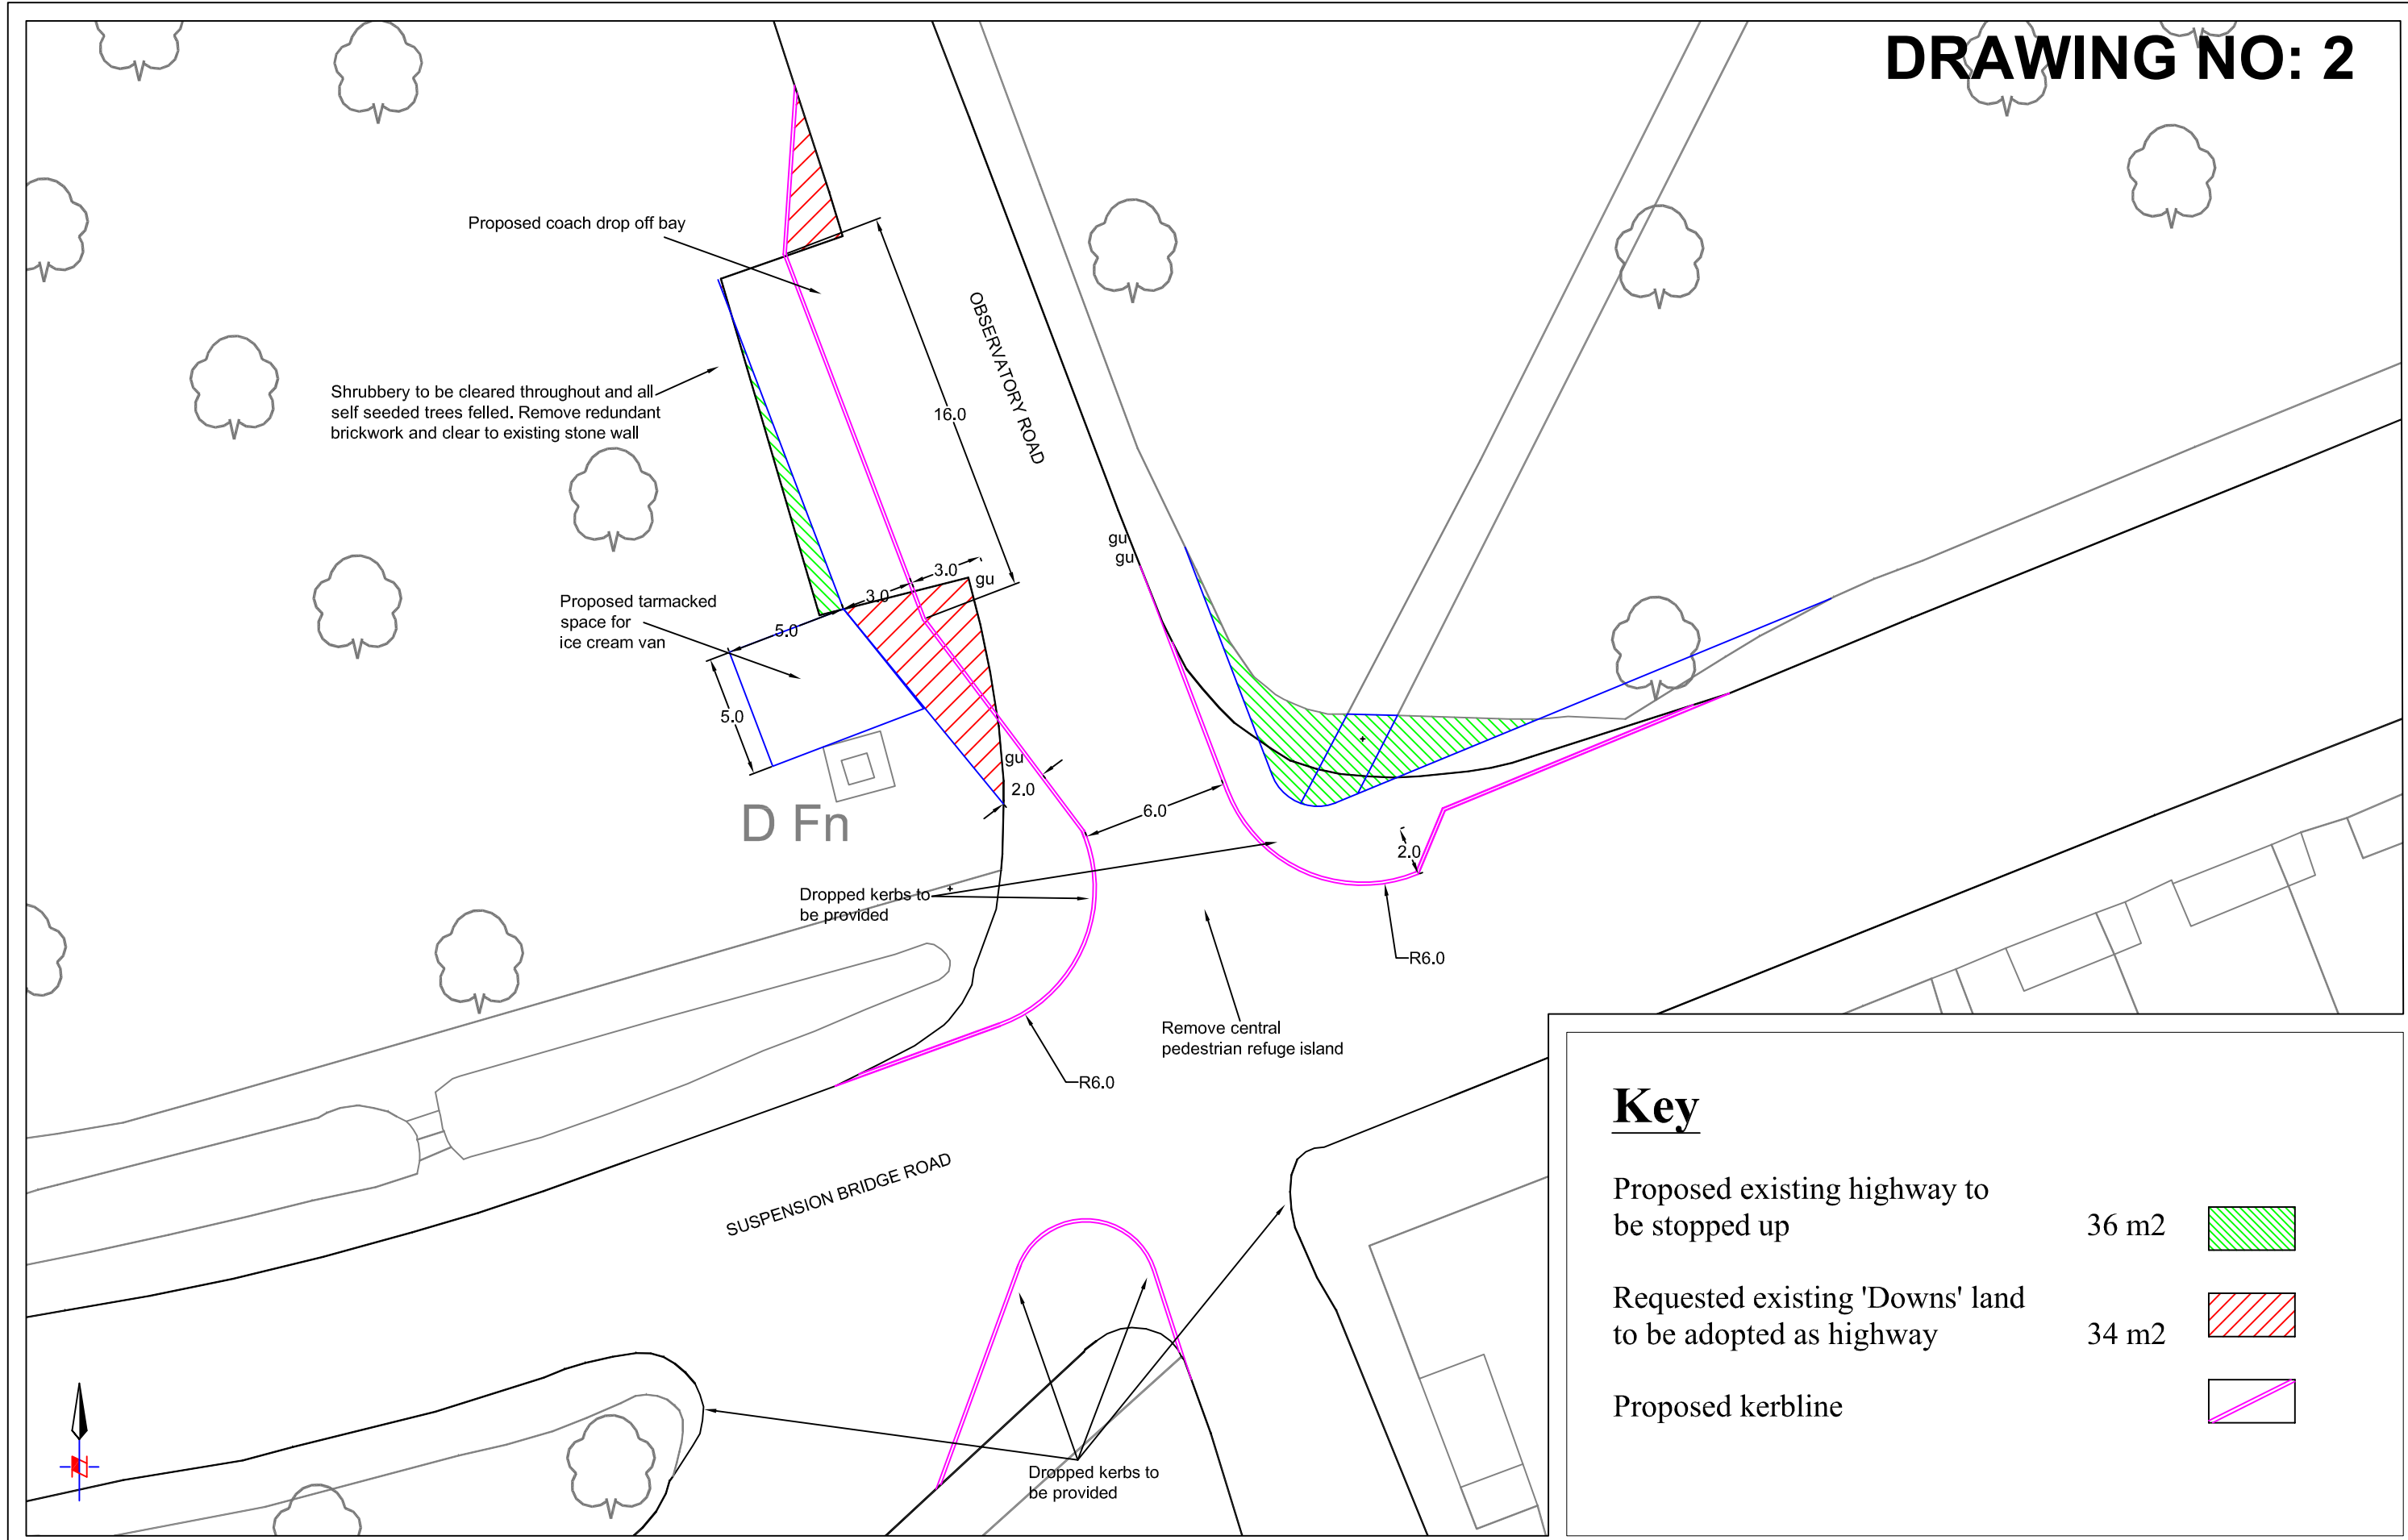 DRAWING NO: 2
Proposed coach drop off bay
OBSERVATORY ROAD
16.0
Shrubbery to be cleared throughout and all
self seeded trees felled. Remove redundant
brickwork and clear to existing stone wall
gu
gu
3.0
gu
3.0
Proposed tarmacked
space for
ice cream van
5.0
5.0
gu
2.0
6.0
D Fn
2.0
Dropped kerbs to
be provided
R6.0
Remove central
pedestrian refuge island
R6.0
SUSPENSION BRIDGE ROAD
Dropped kerbs to
be provided
Key
Proposed existing highway to
be stopped up 36 m2
Requested existing 'Downs' land
to be adopted as highway 34 m2
Proposed kerbline